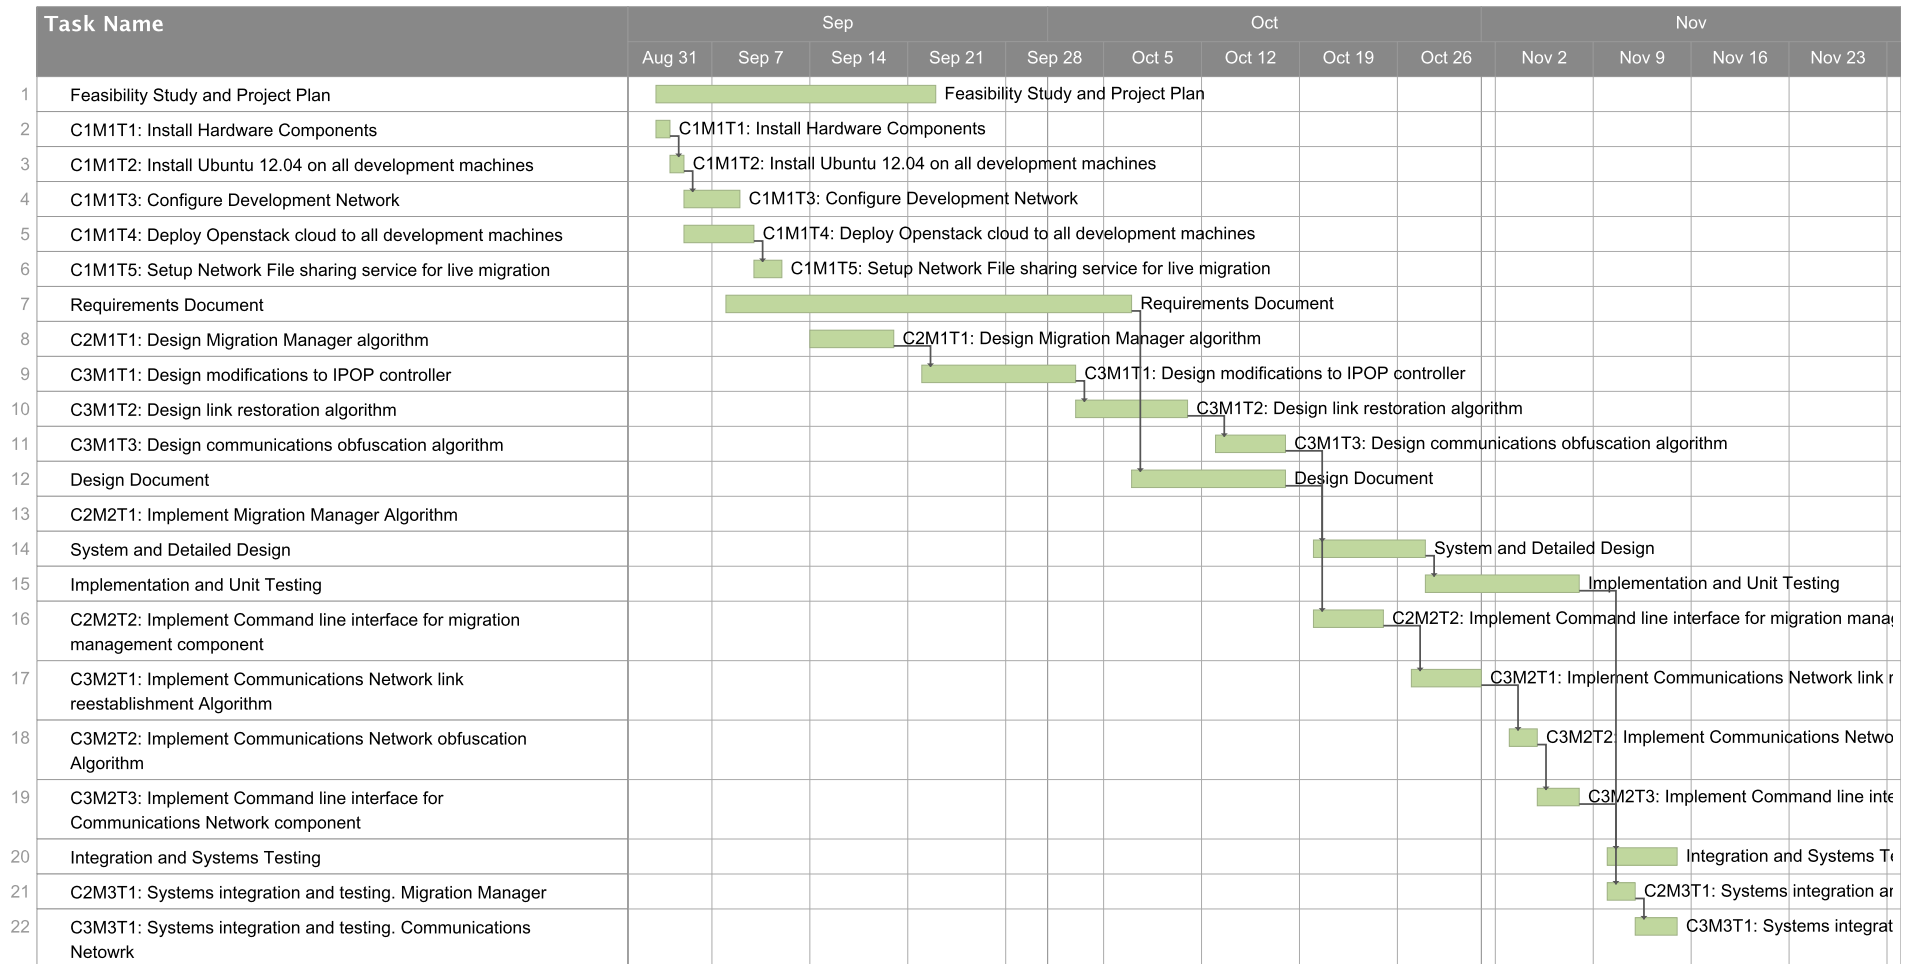 Task Name
Sep Oct Nov
Aug 31 Sep 7 Sep 14 Sep 21 Sep 28 Oct 5 Oct 12 Oct 19 Oct 26 Nov 2 Nov 9 Nov 16 Nov 23
1 Feasibility Study and Project Plan Feasibility Study and Project Plan
2 C1M1T1: Install Hardware Components C1M1T1: Install Hardware Components
3 C1M1T2: Install Ubuntu 12.04 on all development machines C1M1T2: Install Ubuntu 12.04 on all development machines
4 C1M1T3: Configure Development Network C1M1T3: Configure Development Network
5 C1M1T4: Deploy Openstack cloud to all development machines C1M1T4: Deploy Openstack cloud to all development machines
6 C1M1T5: Setup Network File sharing service for live migration C1M1T5: Setup Network File sharing service for live migration
7 Requirements Document Requirements Document
8 C2M1T1: Design Migration Manager algorithm C2M1T1: Design Migration Manager algorithm
9 C3M1T1: Design modifications to IPOP controller C3M1T1: Design modifications to IPOP controller
10 C3M1T2: Design link restoration algorithm C3M1T2: Design link restoration algorithm
11 C3M1T3: Design communications obfuscation algorithm C3M1T3: Design communications obfuscation algorithm
12 Design Document Design Document
13 C2M2T1: Implement Migration Manager Algorithm
14 System and Detailed Design System and Detailed Design
15 Implementation and Unit Testing Implementation and Unit Testing
16 C2M2T2: Implement Command line interface for migration C2M2T2: Implement Command line interface for migration
management component
17 C3M2T1: Implement Communications Network link C3M2T1: Implement Communications Network link
reestablishment Algorithm
18 C3M2T2: Implement Communications Network obfuscation C3M2T2: Implement Communications Netwo
Algorithm
19 C3M2T3: Implement Command line interface for C3M2T3: Implement Command line inte
Communications Network component
20 Integration and Systems Testing Integration and Systems
21 C2M3T1: Systems integration and testing. Migration Manager C2M3T1: Systems integration
22 C3M3T1: Systems integration and testing. Communications C3M3T1: Systems integrat
Netowrk